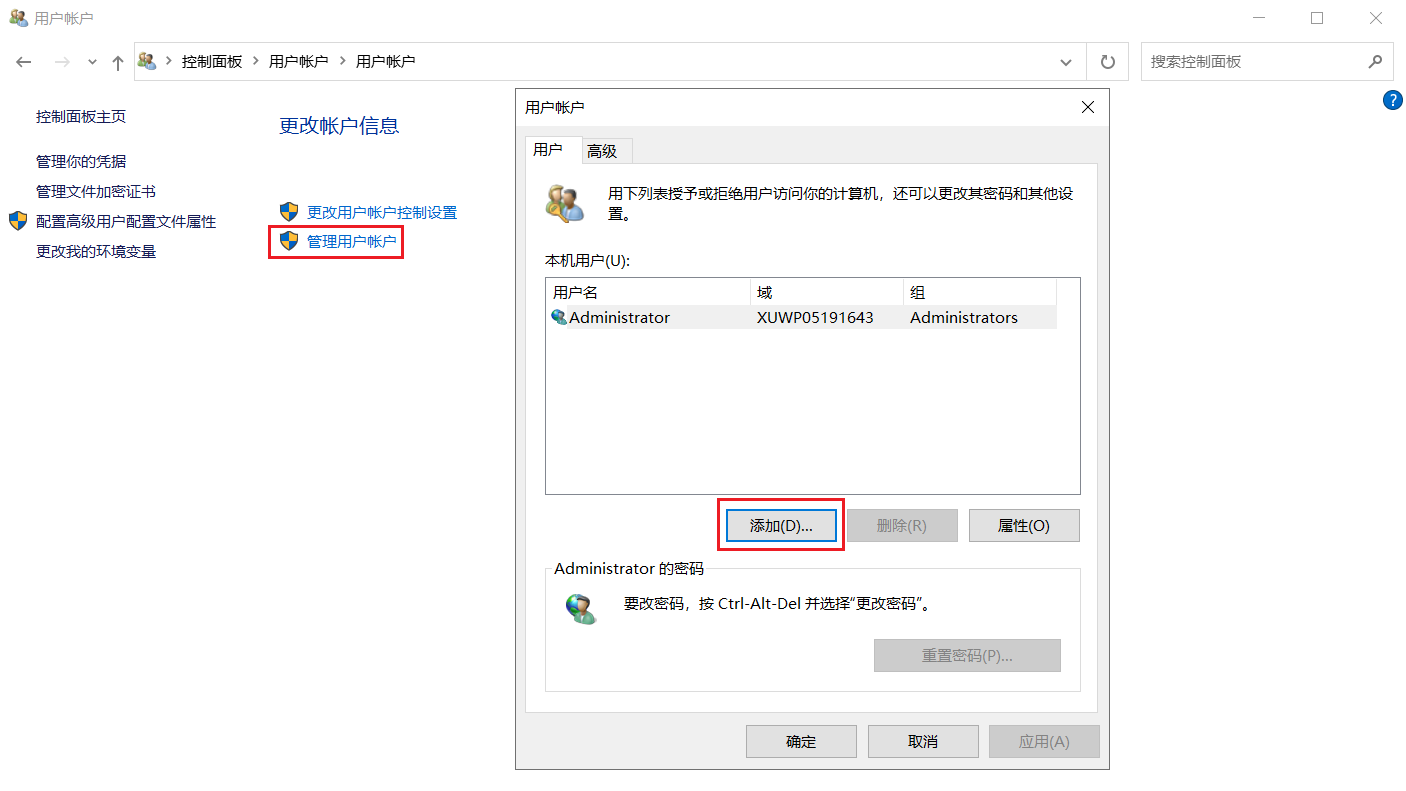 用户帐户
控制面板 用户帐户 用户帐户
搜索控制面板
控制面板主页
管理你的凭据
管理文件加密证书
配置高级用户配置文件属性
更改我的环境变量
更改帐户信息
更改用户帐户控制设置
管理用户帐户
用户帐户
用户 高级
用下列表授予或拒绝用户访问你的计算机，还可以更改其密码和其他设
置。
本机用户(U):
用户名 域 组
Administrator XUWP05191643 Administrators
添加(D)... 删除(R) 属性(O)
Administrator 的密码
要改密码，按 Ctrl-Alt-Del 并选择“更改密码”。
重置密码(P)...
确定 取消 应用(A)